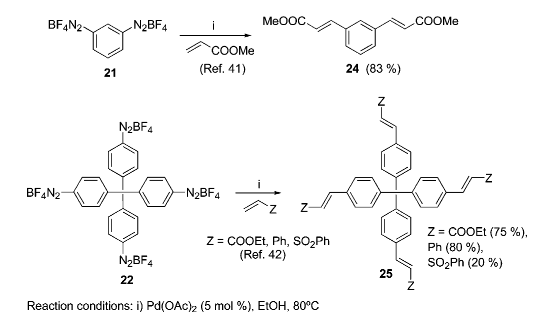 BF₄N₂ N₂BF₄
21
i
COOMe
(Ref. 41)
MeOOC COOMe
24 (83 %)
N₂BF₄
BF₄N₂ N₂BF₄
N₂BF₄
22
i
Z
Z = COOEt, Ph, SO₂Ph
(Ref. 42)
Z
Z Z
Z
25
Z = COOEt (75 %),
Ph (80 %),
SO₂Ph (20 %)
Reaction conditions: i) Pd(OAc)₂ (5 mol %), EtOH, 80ºC